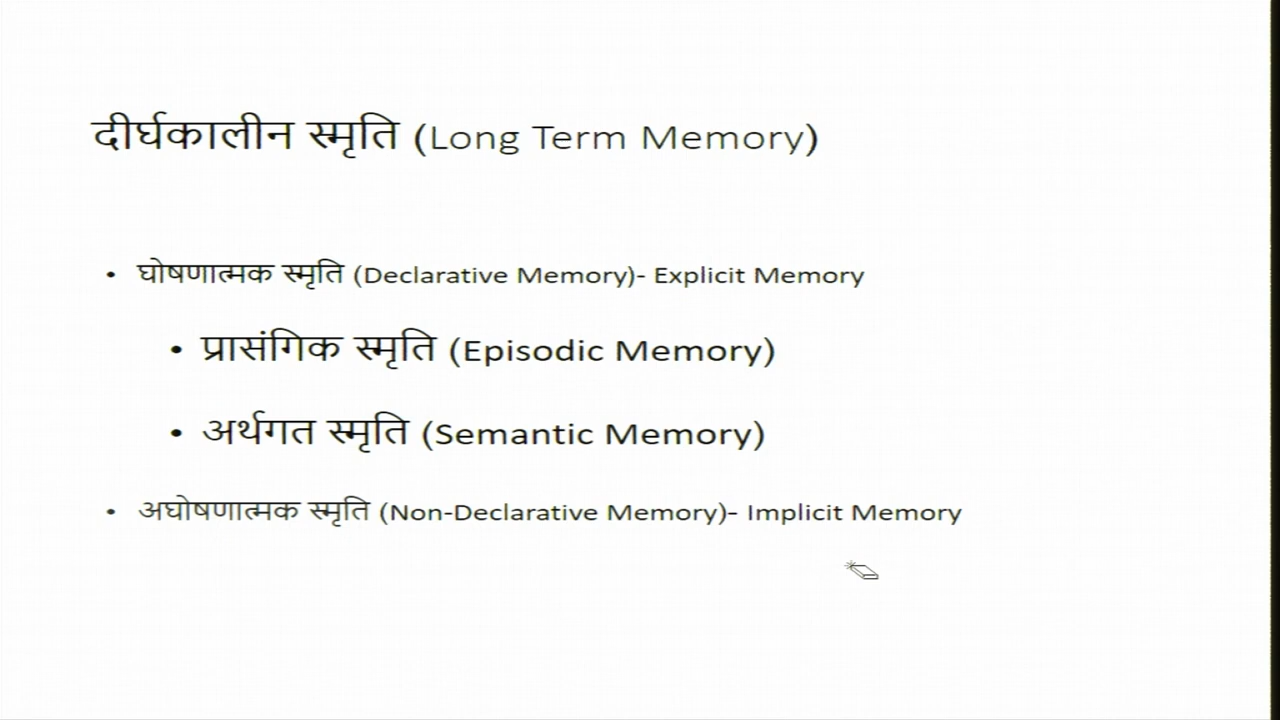 दीर्घकालीन स्मृति (Long Term Memory)
• घोषणात्मक स्मृति (Declarative Memory)- Explicit Memory
• प्रासंगिक स्मृति (Episodic Memory)
• अर्थगत स्मृति (Semantic Memory)
• अघोषणात्मक स्मृति (Non-Declarative Memory)- Implicit Memory